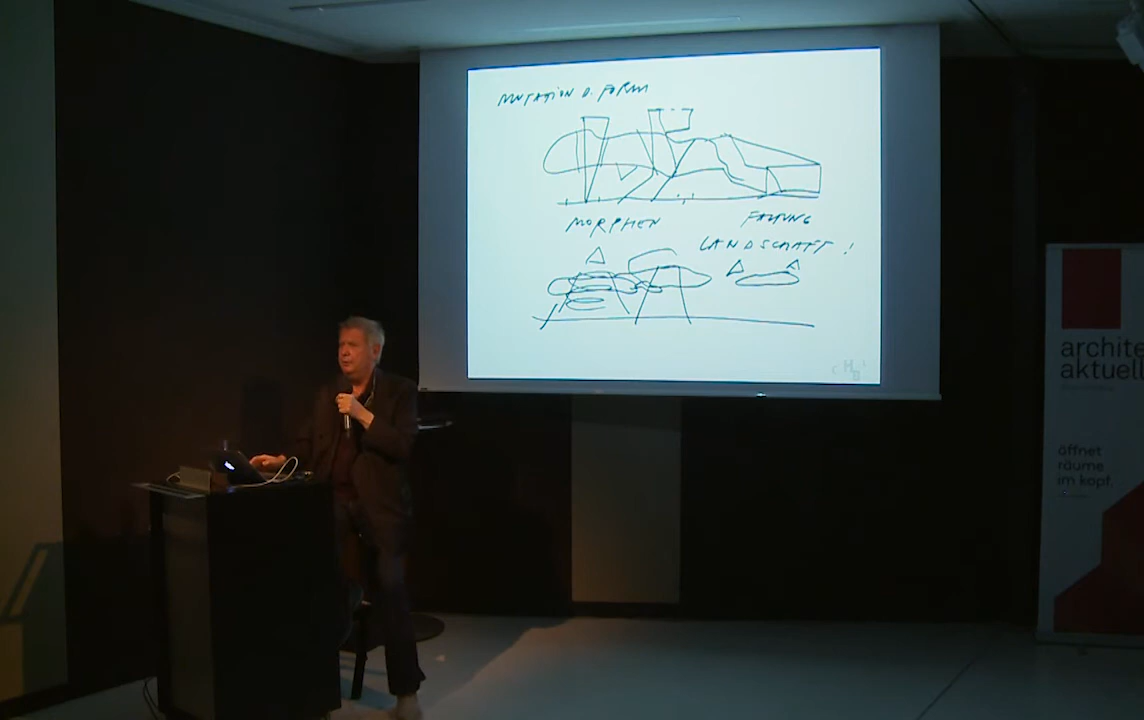 MUTATION D. FORM
MORPHEN
FALTUNG
LANDSCHAFT!
archite
aktuell
öffnet
räume
im kopf.